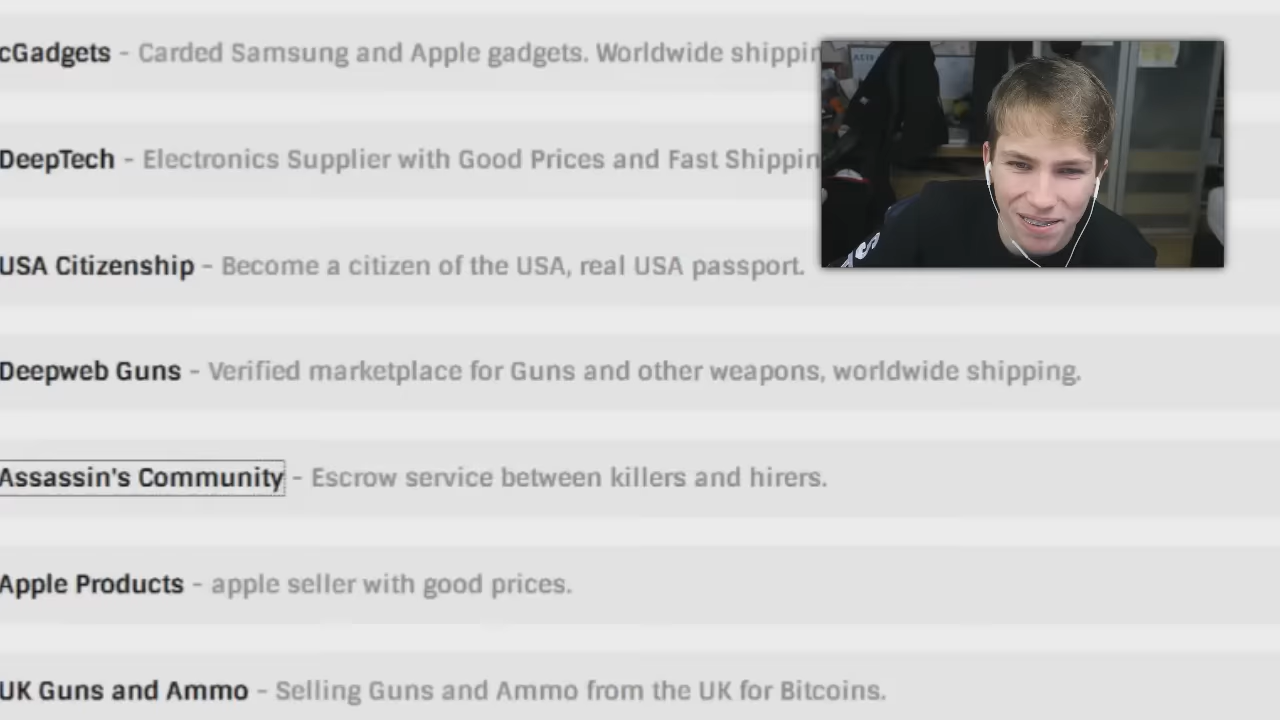 cGadgets - Carded Samsung and Apple gadgets. Worldwide
DeepTech - Electronics Supplier with Good Prices and Fast
USA Citizenship - Become a citizen of the USA, real USA passport.
Deepweb Guns - Verified marketplace for Guns and other weapons, worldwide shipping.
Assassin's Community - Escrow service between killers and hirers.
Apple Products - apple seller with good prices.
UK Guns and Ammo - Selling Guns and Ammo from the UK for Bitcoins.